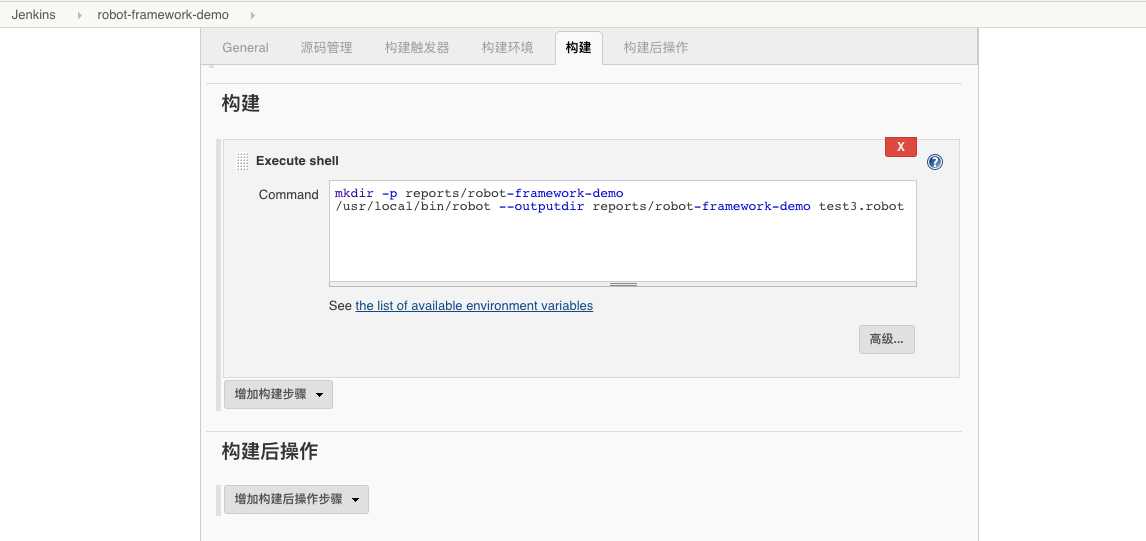 Jenkins robot-framework-demo
General 源码管理 构建触发器 构建环境 构建 构建后操作
构建
X
Execute shell
?
Command
mkdir -p reports/robot-framework-demo
/usr/local/bin/robot --outputdir reports/robot-framework-demo test3.robot
See the list of available environment variables
高级...
增加构建步骤
构建后操作
增加构建后操作步骤